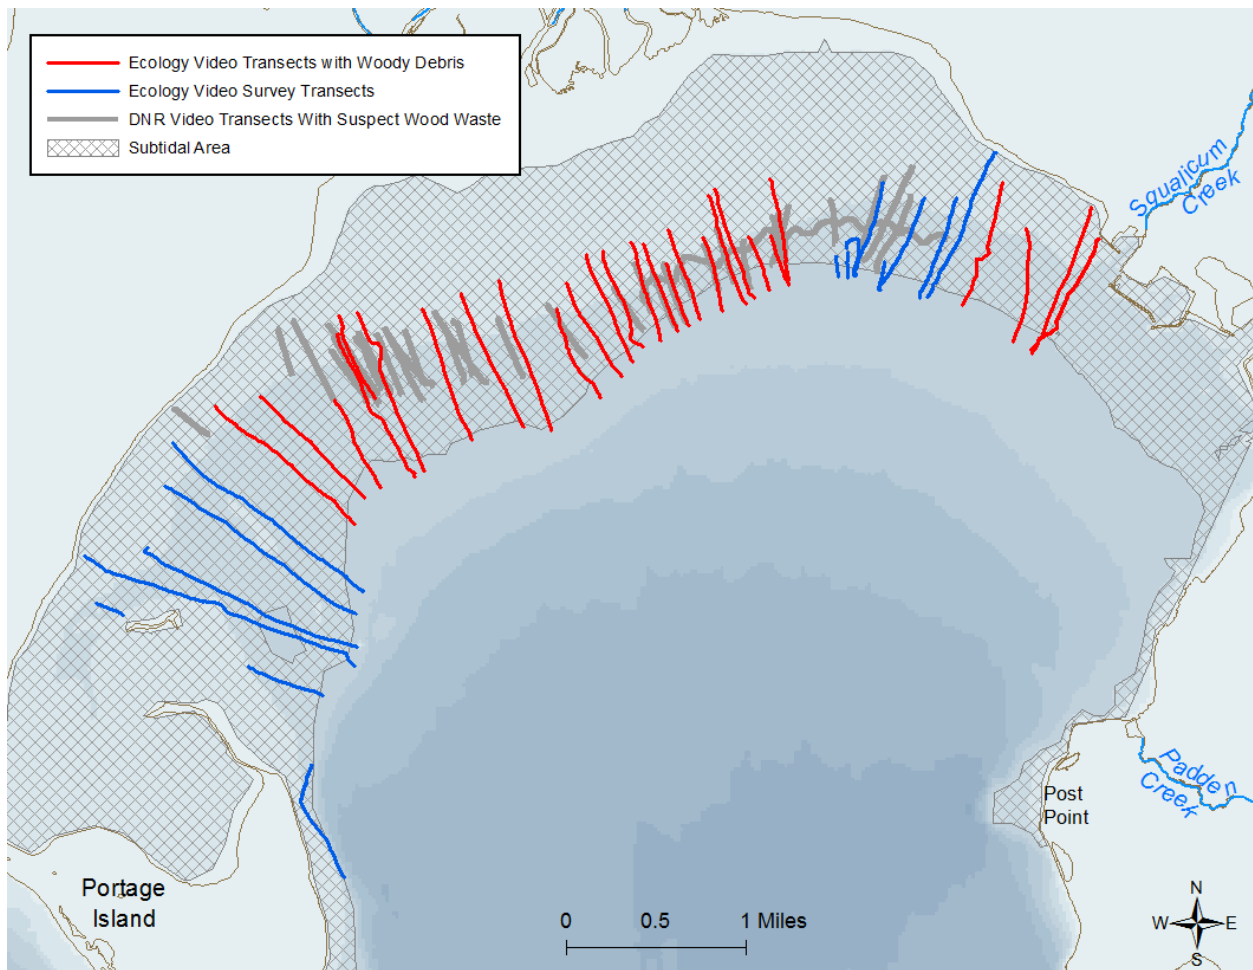 Ecology Video Transects with Woody Debris
Ecology Video Survey Transects
DNR Video Transects With Suspect Wood Waste
Subtidal Area
Squalicum
Creek
Padden
Creek
Post
Point
Portage
Island
0 0.5 1 Miles
N
W E
S